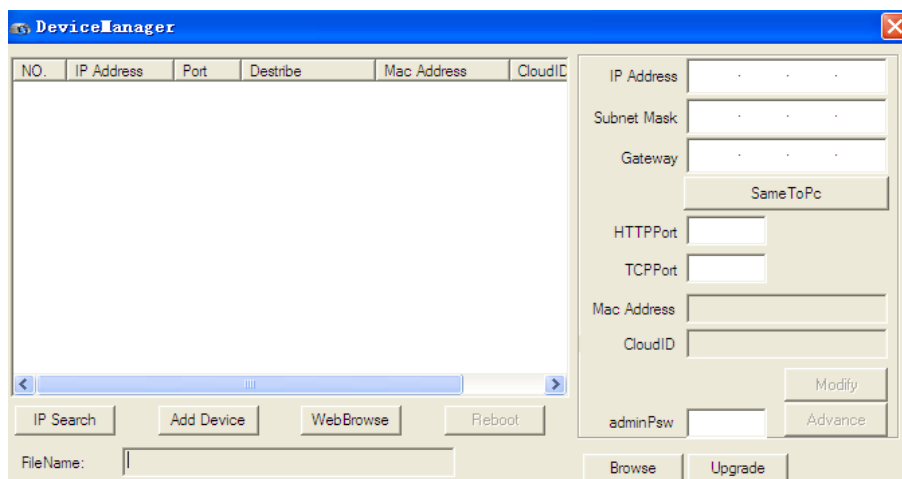 DeviceManager
NO. IP Address Port Destribe Mac Address CloudID
IP Address
Subnet Mask
Gateway
SameToPc
HTTPPort
TCPPort
Mac Address
CloudID
Modify
IP Search Add Device WebBrowse Reboot
adminPsw Advance
FileName:
Browse Upgrade